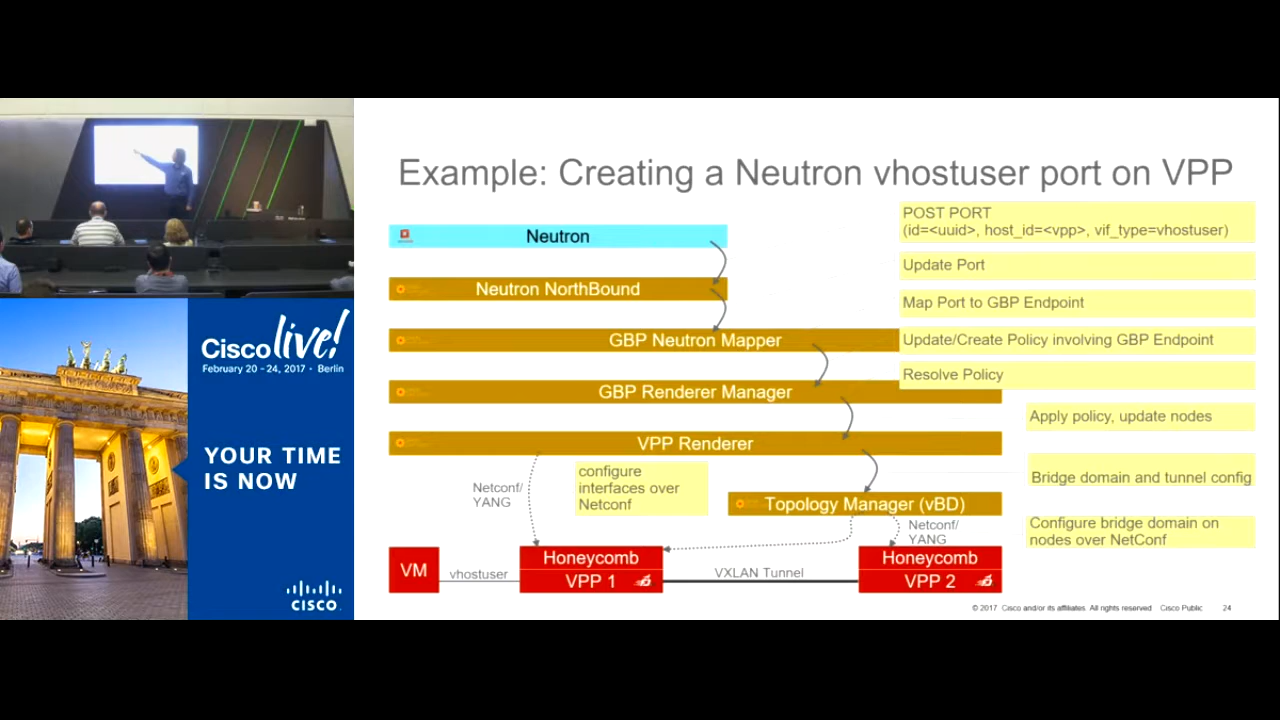 Example: Creating a Neutron vhostuser port on VPP
Neutron
POST PORT
(id=<uuid>, host_id=<vpp>, vif_type=vhostuser)
Update Port
Neutron NorthBound
Map Port to GBP Endpoint
GBP Neutron Mapper
Update/Create Policy involving GBP Endpoint
Resolve Policy
GBP Renderer Manager
Apply policy, update nodes
VPP Renderer
Netconf/
YANG
configure
interfaces over
Netconf
Bridge domain and tunnel config
Topology Manager (vBD)
Netconf/
YANG
Configure bridge domain on
nodes over NetConf
VM
vhostuser
Honeycomb
VPP 1
VXLAN Tunnel
Honeycomb
VPP 2
© 2017 Cisco and/or its affiliates. All rights reserved Cisco Public 24
Cisco live!
February 20 - 24, 2017 • Berlin
YOUR TIME
IS NOW
CISCO